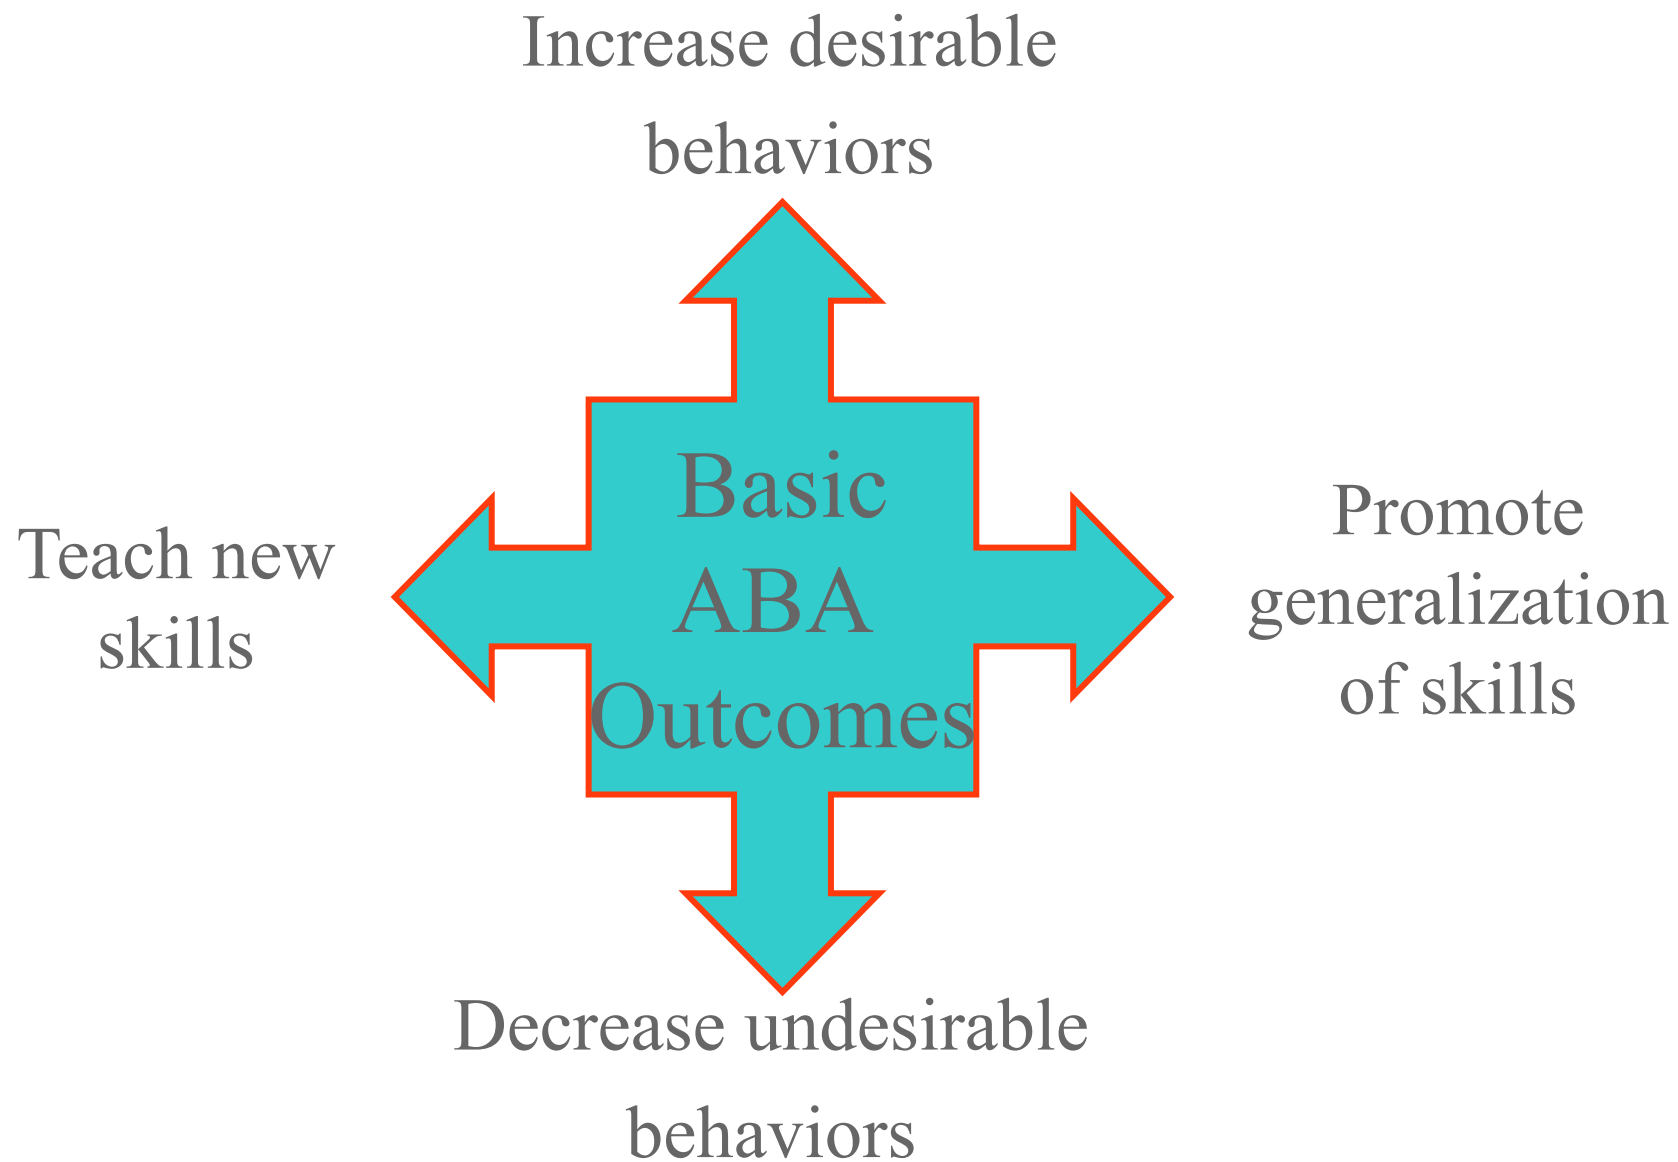 Increase desirable
behaviors
Teach new
skills
Basic
ABA
Outcomes
Promote
generalization
of skills
Decrease undesirable
behaviors